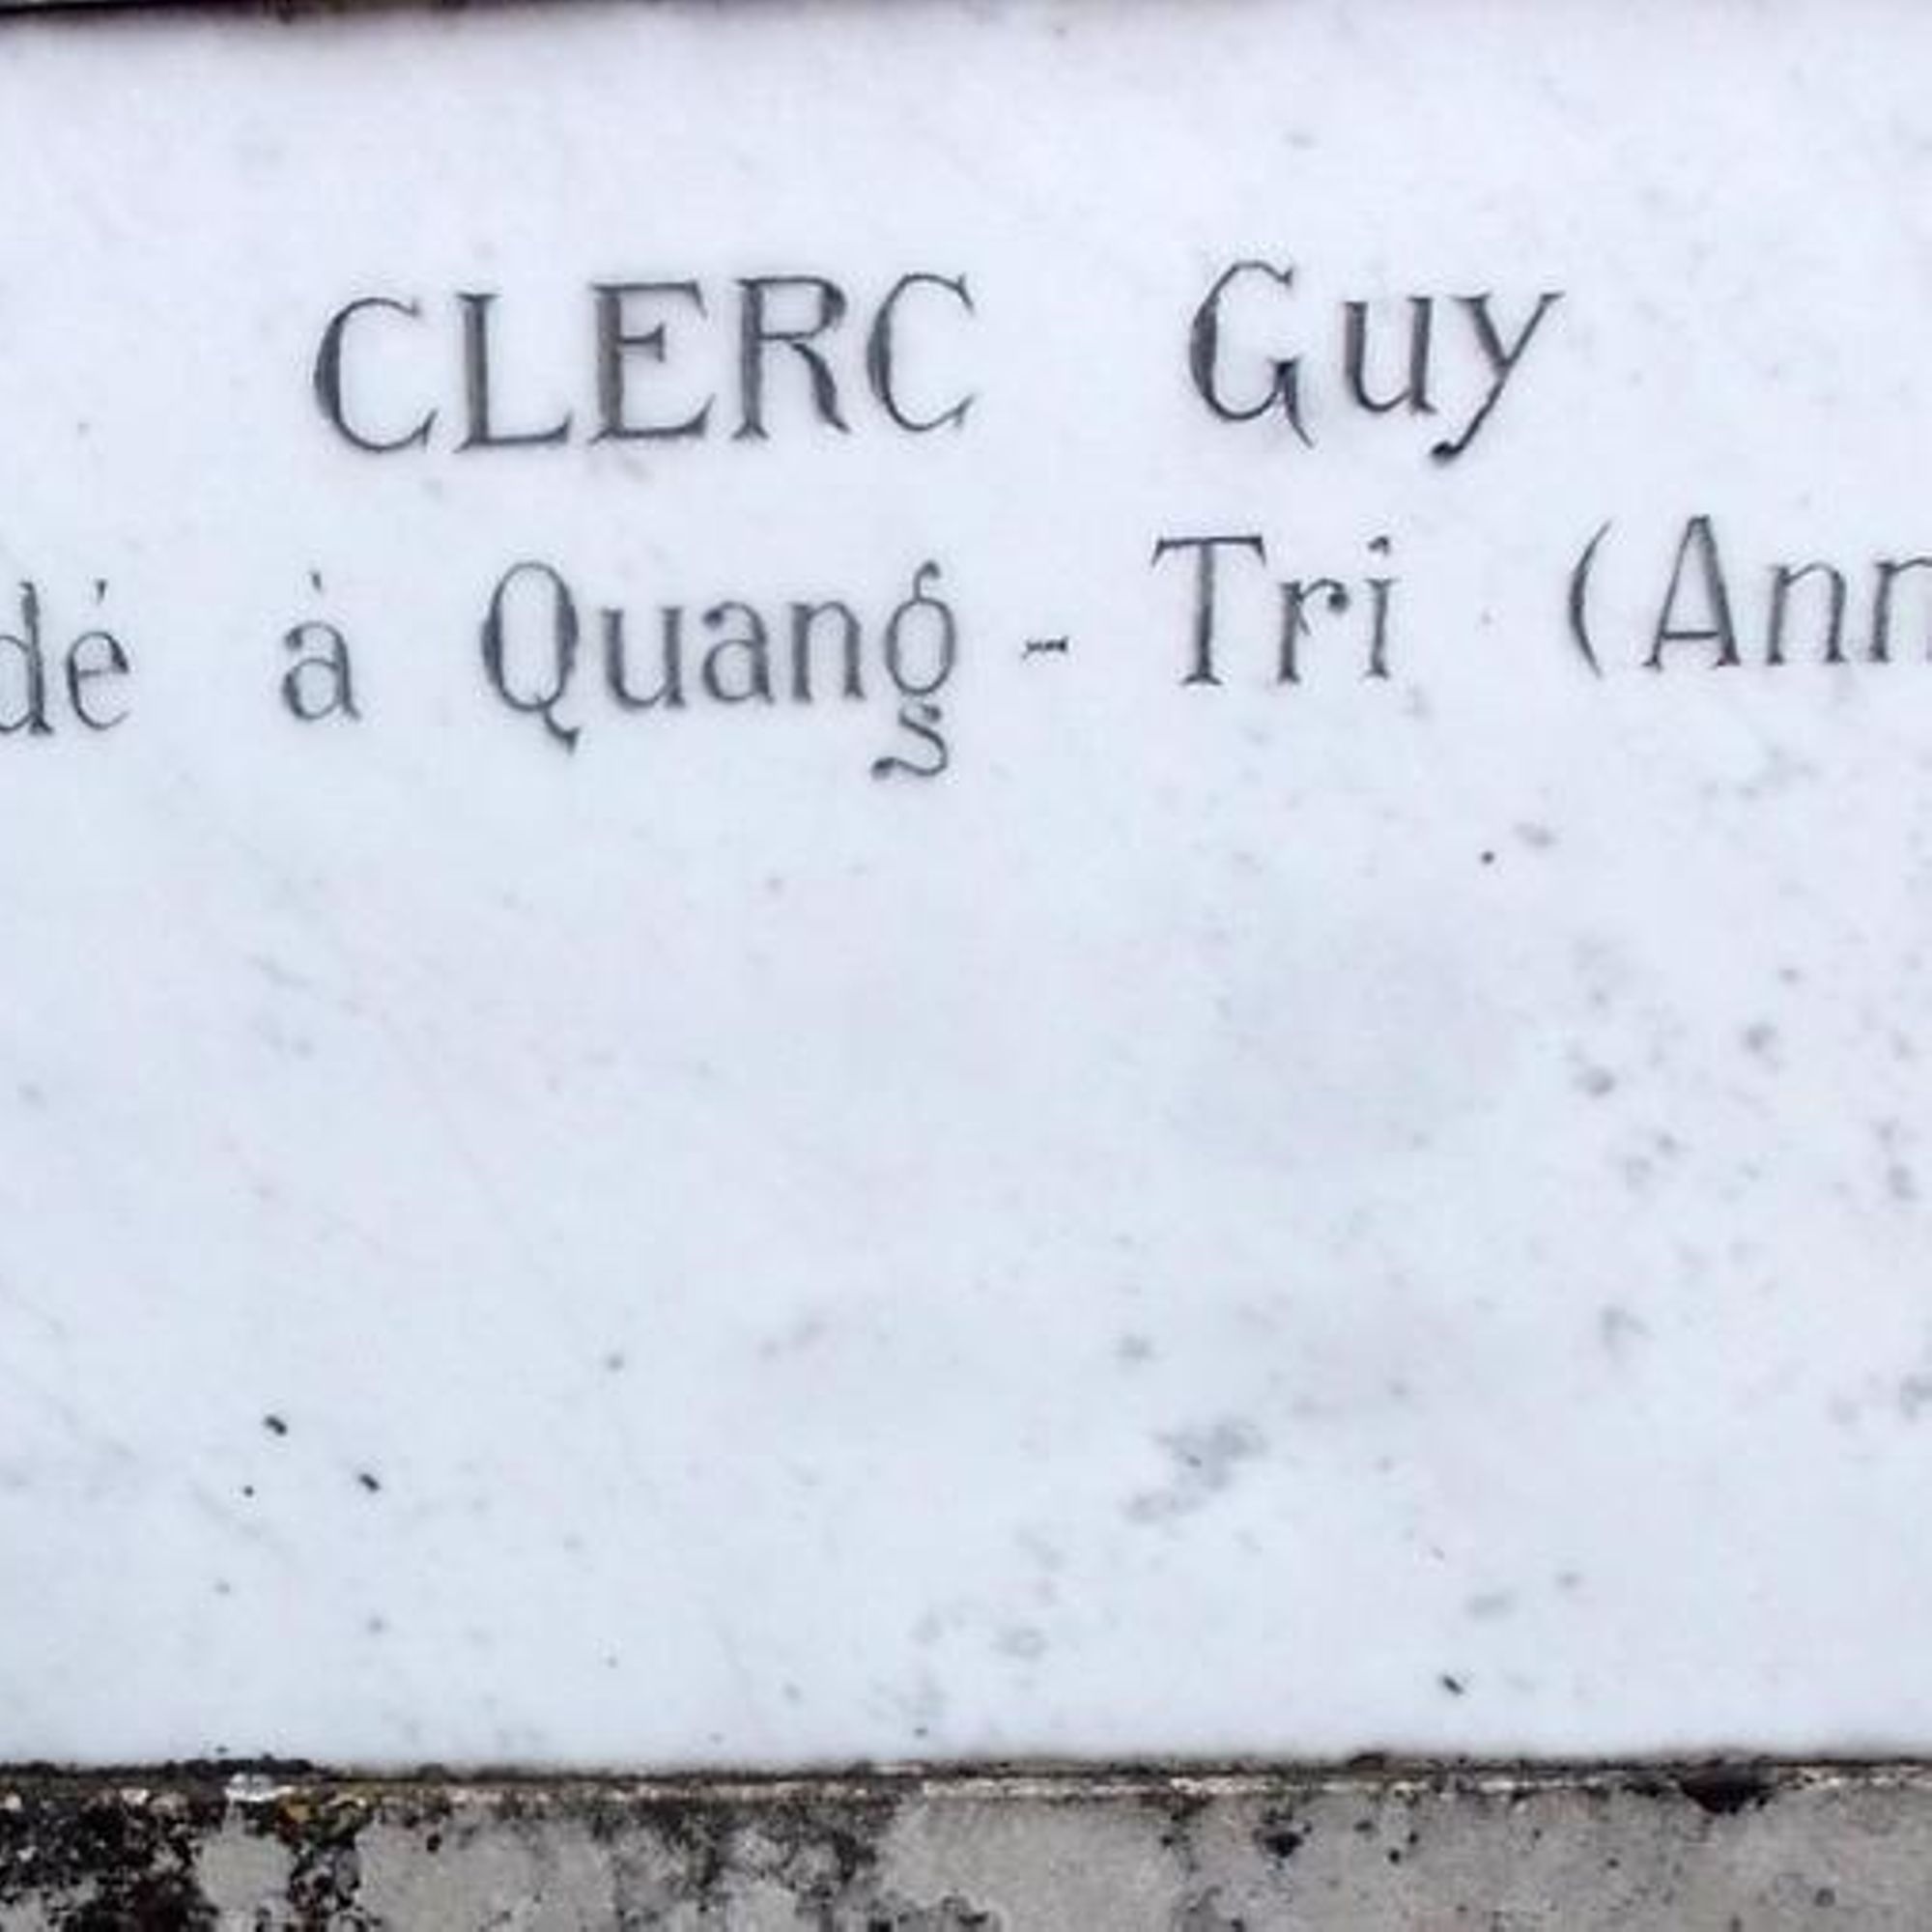 CLERC Guy
dé à Quang - Tri (Ann